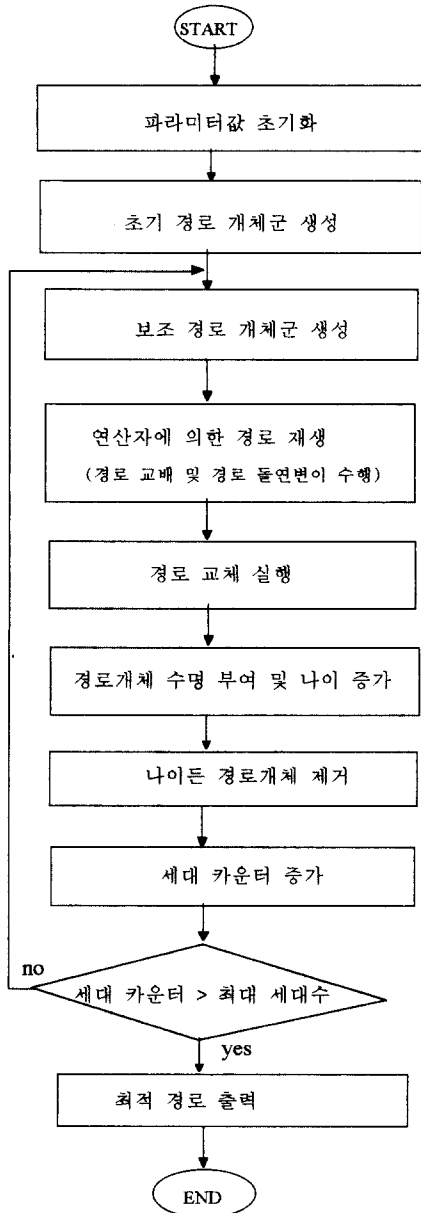 START
파라미터값 초기화
초기 경로 개체군 생성
보조 경로 개체군 생성
연산자에 의한 경로 재생
(경로 교배 및 경로 돌연변이 수행)
경로 교체 실행
경로개체 수명 부여 및 나이 증가
나이든 경로개체 제거
세대 카운터 증가
no
세대 카운터 > 최대 세대수
yes
최적 경로 출력
END